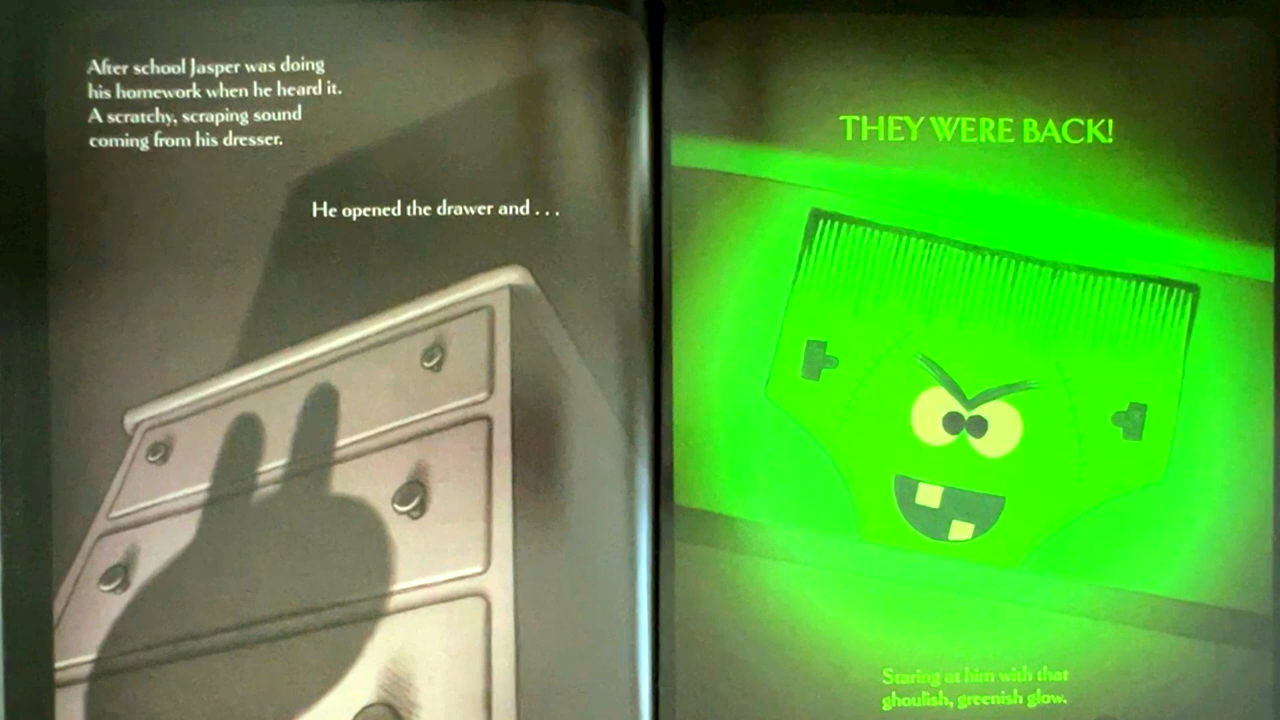 After school Jasper was doing
his homework when he heard it.
A scratchy, scraping sound
coming from his dresser.
He opened the drawer and . . .
THEY WERE BACK!
Staring at him with that
ghoulish, greenish glow.